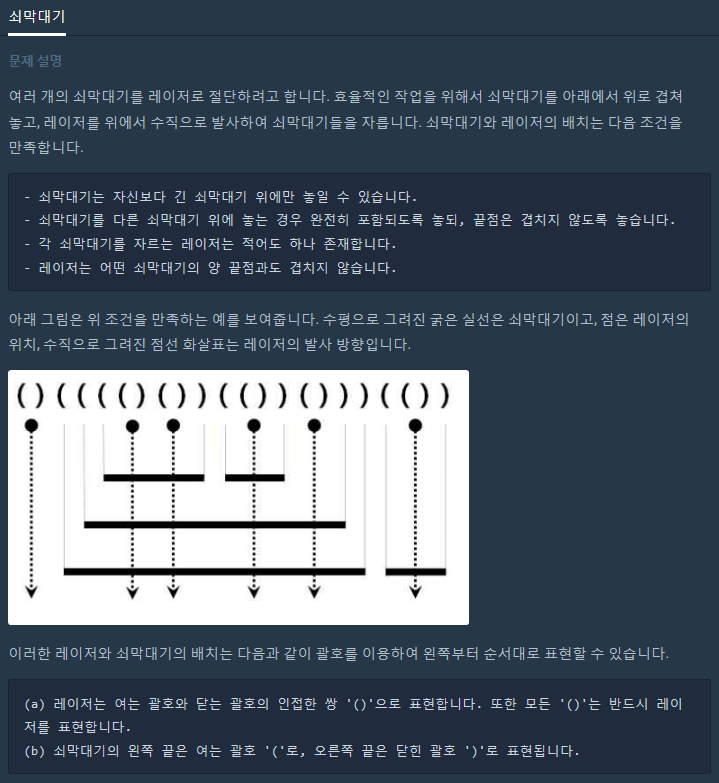 쇠막대기
문제 설명
여러 개의 쇠막대기를 레이저로 절단하려고 합니다. 효율적인 작업을 위해서 쇠막대기를 아래에서 위로 겹쳐
놓고, 레이저를 위에서 수직으로 발사하여 쇠막대기들을 자릅니다. 쇠막대기와 레이저의 배치는 다음 조건을
만족합니다.
- 쇠막대기는 자신보다 긴 쇠막대기 위에만 놓일 수 있습니다.
- 쇠막대기를 다른 쇠막대기 위에 놓는 경우 완전히 포함되도록 놓되, 끝점은 겹치지 않도록 놓습니다.
- 각 쇠막대기를 자르는 레이저는 적어도 하나 존재합니다.
- 레이저는 어떤 쇠막대기의 양 끝점과도 겹치지 않습니다.
아래 그림은 위 조건을 만족하는 예를 보여줍니다. 수평으로 그려진 굵은 실선은 쇠막대기이고, 점은 레이저의
위치, 수직으로 그려진 점선 화살표는 레이저의 발사 방향입니다.
( ) ( ( ( ( ) ( ) ) ( ( ) ) ( ) ) ) ( ( ) )
이러한 레이저와 쇠막대기의 배치는 다음과 같이 괄호를 이용하여 왼쪽부터 순서대로 표현할 수 있습니다.
(a) 레이저는 여는 괄호와 닫는 괄호의 인접한 쌍 '()'으로 표현합니다. 또한 모든 '()'는 반드시 레이
저를 표현합니다.
(b) 쇠막대기의 왼쪽 끝은 여는 괄호 '('로, 오른쪽 끝은 닫힌 괄호 ')'로 표현됩니다.